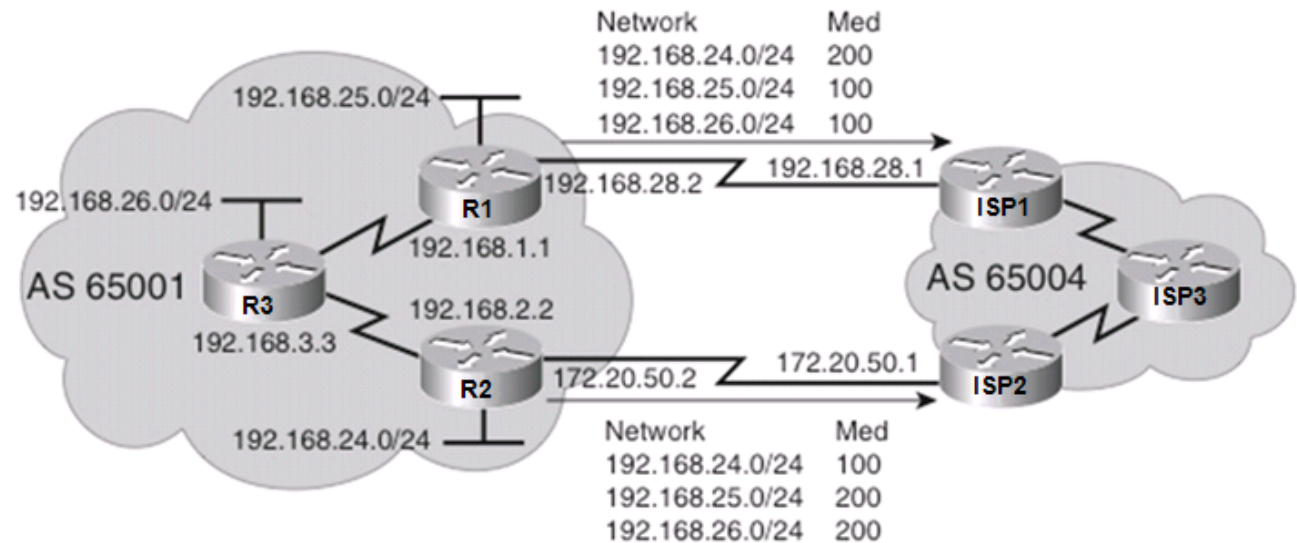 Network Med
192.168.24.0/24 200
192.168.25.0/24 100
192.168.26.0/24 100
192.168.25.0/24
192.168.28.2
192.168.28.1
R1
ISP1
192.168.26.0/24
192.168.1.1
AS 65001
R3
AS 65004
ISP3
192.168.2.2
192.168.3.3
172.20.50.1
172.20.50.2
R2
ISP2
192.168.24.0/24
Network Med
192.168.24.0/24 100
192.168.25.0/24 200
192.168.26.0/24 200